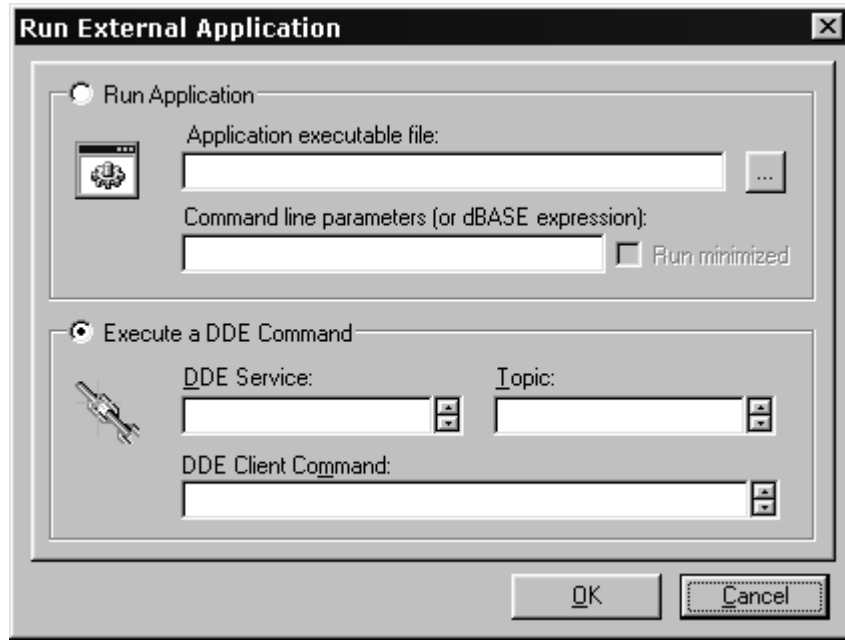 Run External Application
Run Application
Application executable file:
...
Command line parameters (or dBASE expression):
Run minimized
Execute a DDE Command
DDE Service: Topic:
DDE Client Command:
OK Cancel